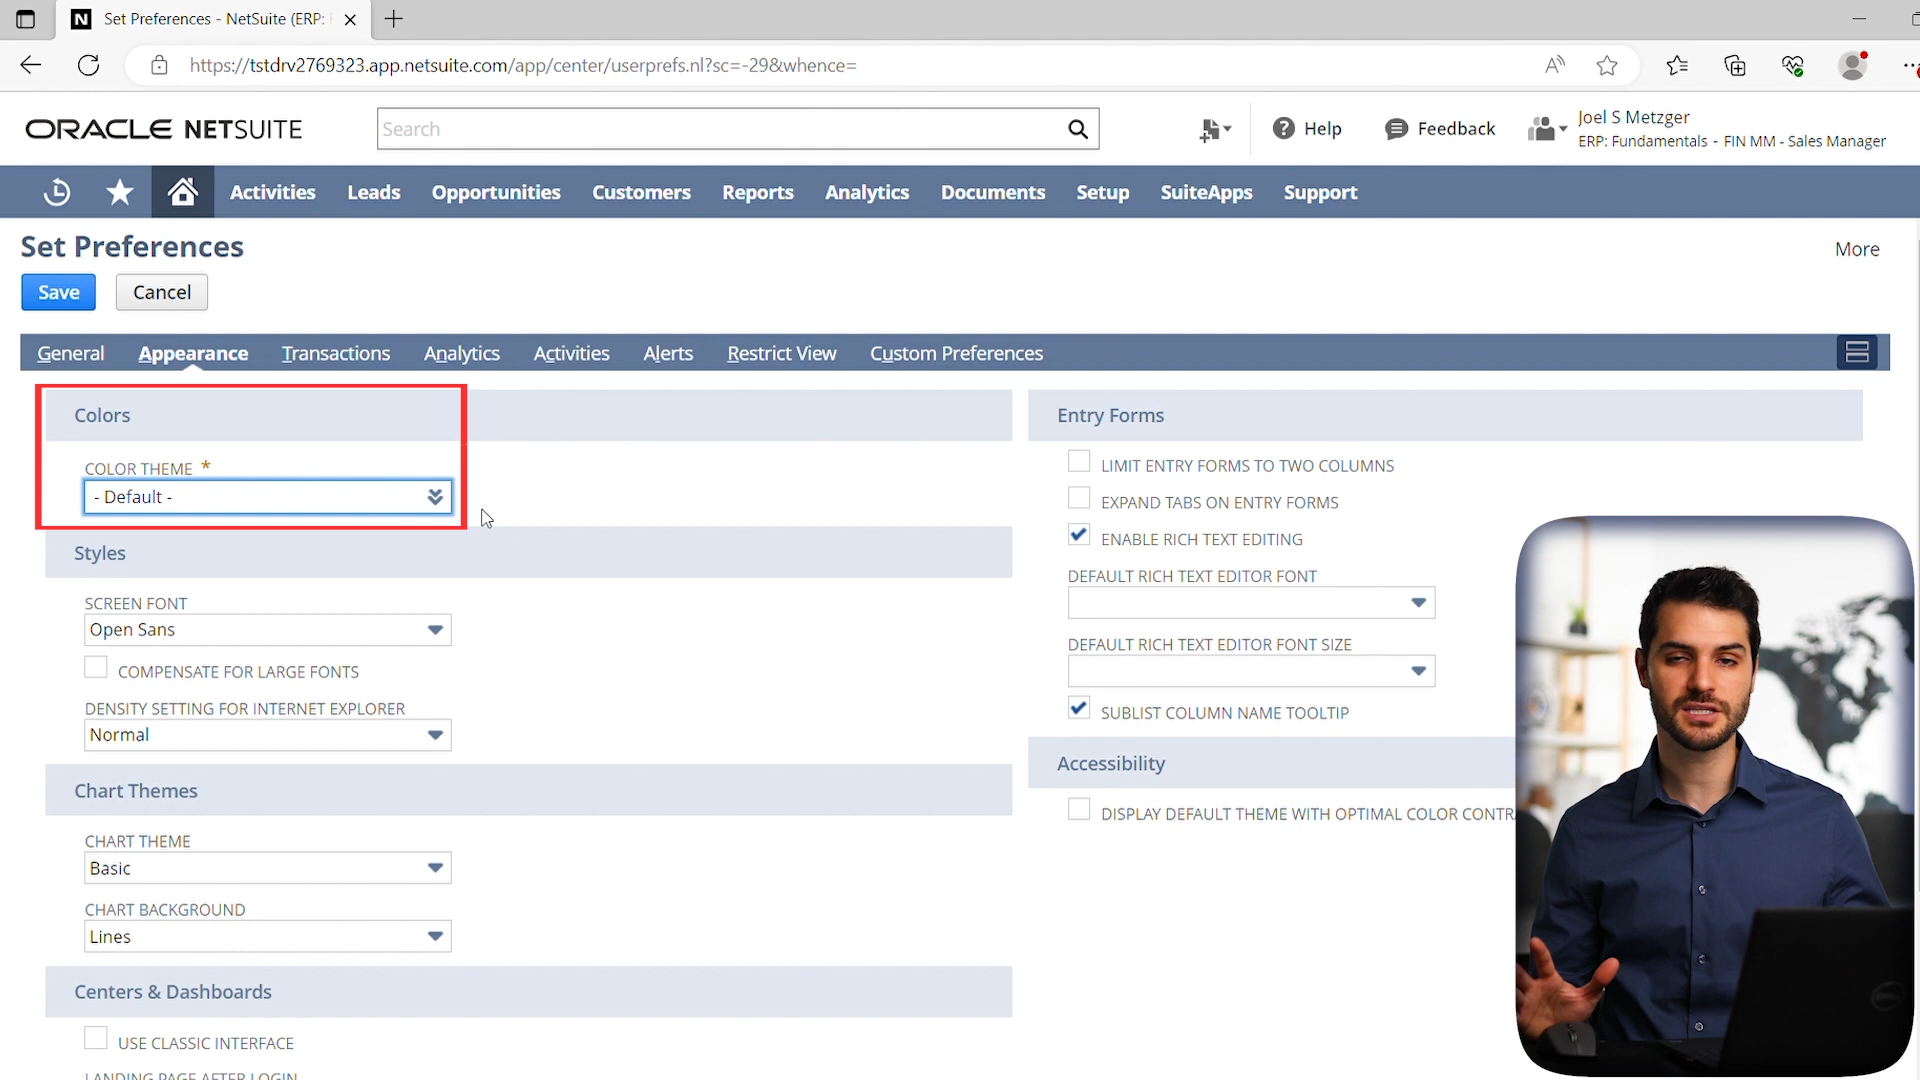 Set Preferences - NetSuite (ERP:
https://tstdrv2769323.app.netsuite.com/app/center/userprefs.nl?sc=-29&whence=
ORACLE NETSUITE
Search
Help
Feedback
Joel S Metzger
ERP: Fundamentals - FIN MM - Sales Manager
Activities Leads Opportunities Customers Reports Analytics Documents Setup SuiteApps Support
Set Preferences
More
Save Cancel
General Appearance Transactions Analytics Activities Alerts Restrict View Custom Preferences
Colors
COLOR THEME *
- Default -
Styles
SCREEN FONT
Open Sans
COMPENSATE FOR LARGE FONTS
DENSITY SETTING FOR INTERNET EXPLORER
Normal
Chart Themes
CHART THEME
Basic
CHART BACKGROUND
Lines
Centers & Dashboards
USE CLASSIC INTERFACE
LANDING PAGE AFTER LOGIN
Entry Forms
LIMIT ENTRY FORMS TO TWO COLUMNS
EXPAND TABS ON ENTRY FORMS
ENABLE RICH TEXT EDITING
DEFAULT RICH TEXT EDITOR FONT
DEFAULT RICH TEXT EDITOR FONT SIZE
SUBLIST COLUMN NAME TOOLTIP
Accessibility
DISPLAY DEFAULT THEME WITH OPTIMAL COLOR CONTR